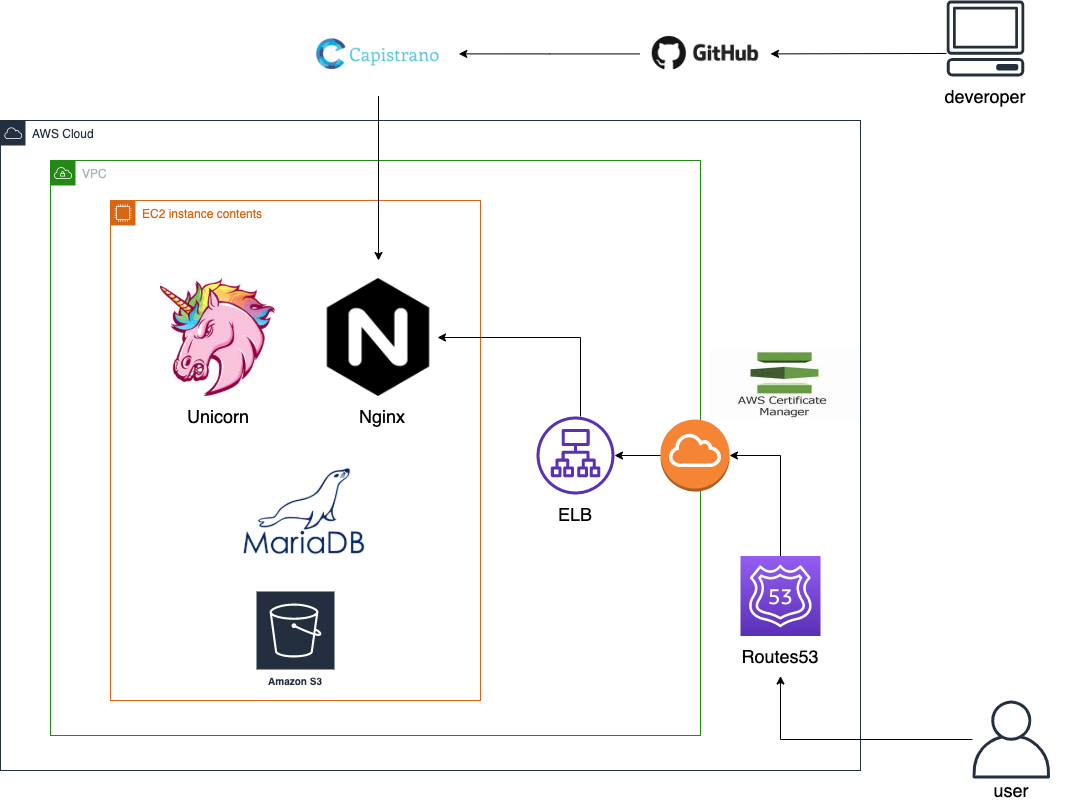 Capistrano
GitHub
deveroper
AWS Cloud
VPC
EC2 instance contents
N
Unicorn
Nginx
AWS Certificate
Manager
ELB
MariaDB
53
Amazon S3
Routes53
user